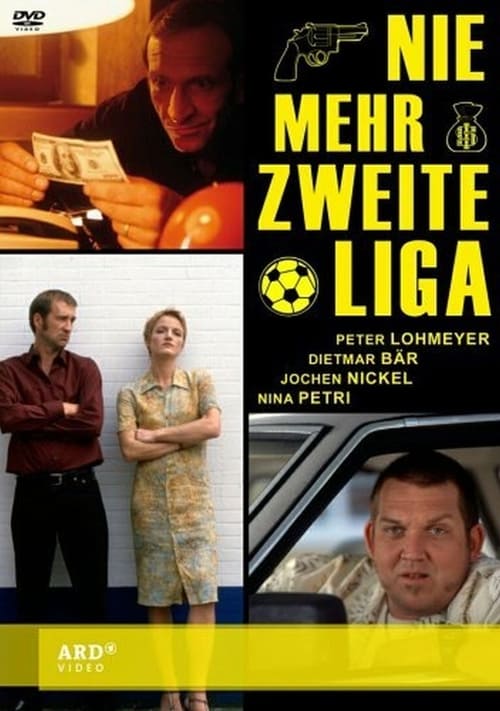 DVD
VIDEO
NIE
MEHR
ZWEITE
LIGA
PETER LOHMEYER
DIETMAR BÄR
JOCHEN NICKEL
NINA PETRI
ARD
VIDEO